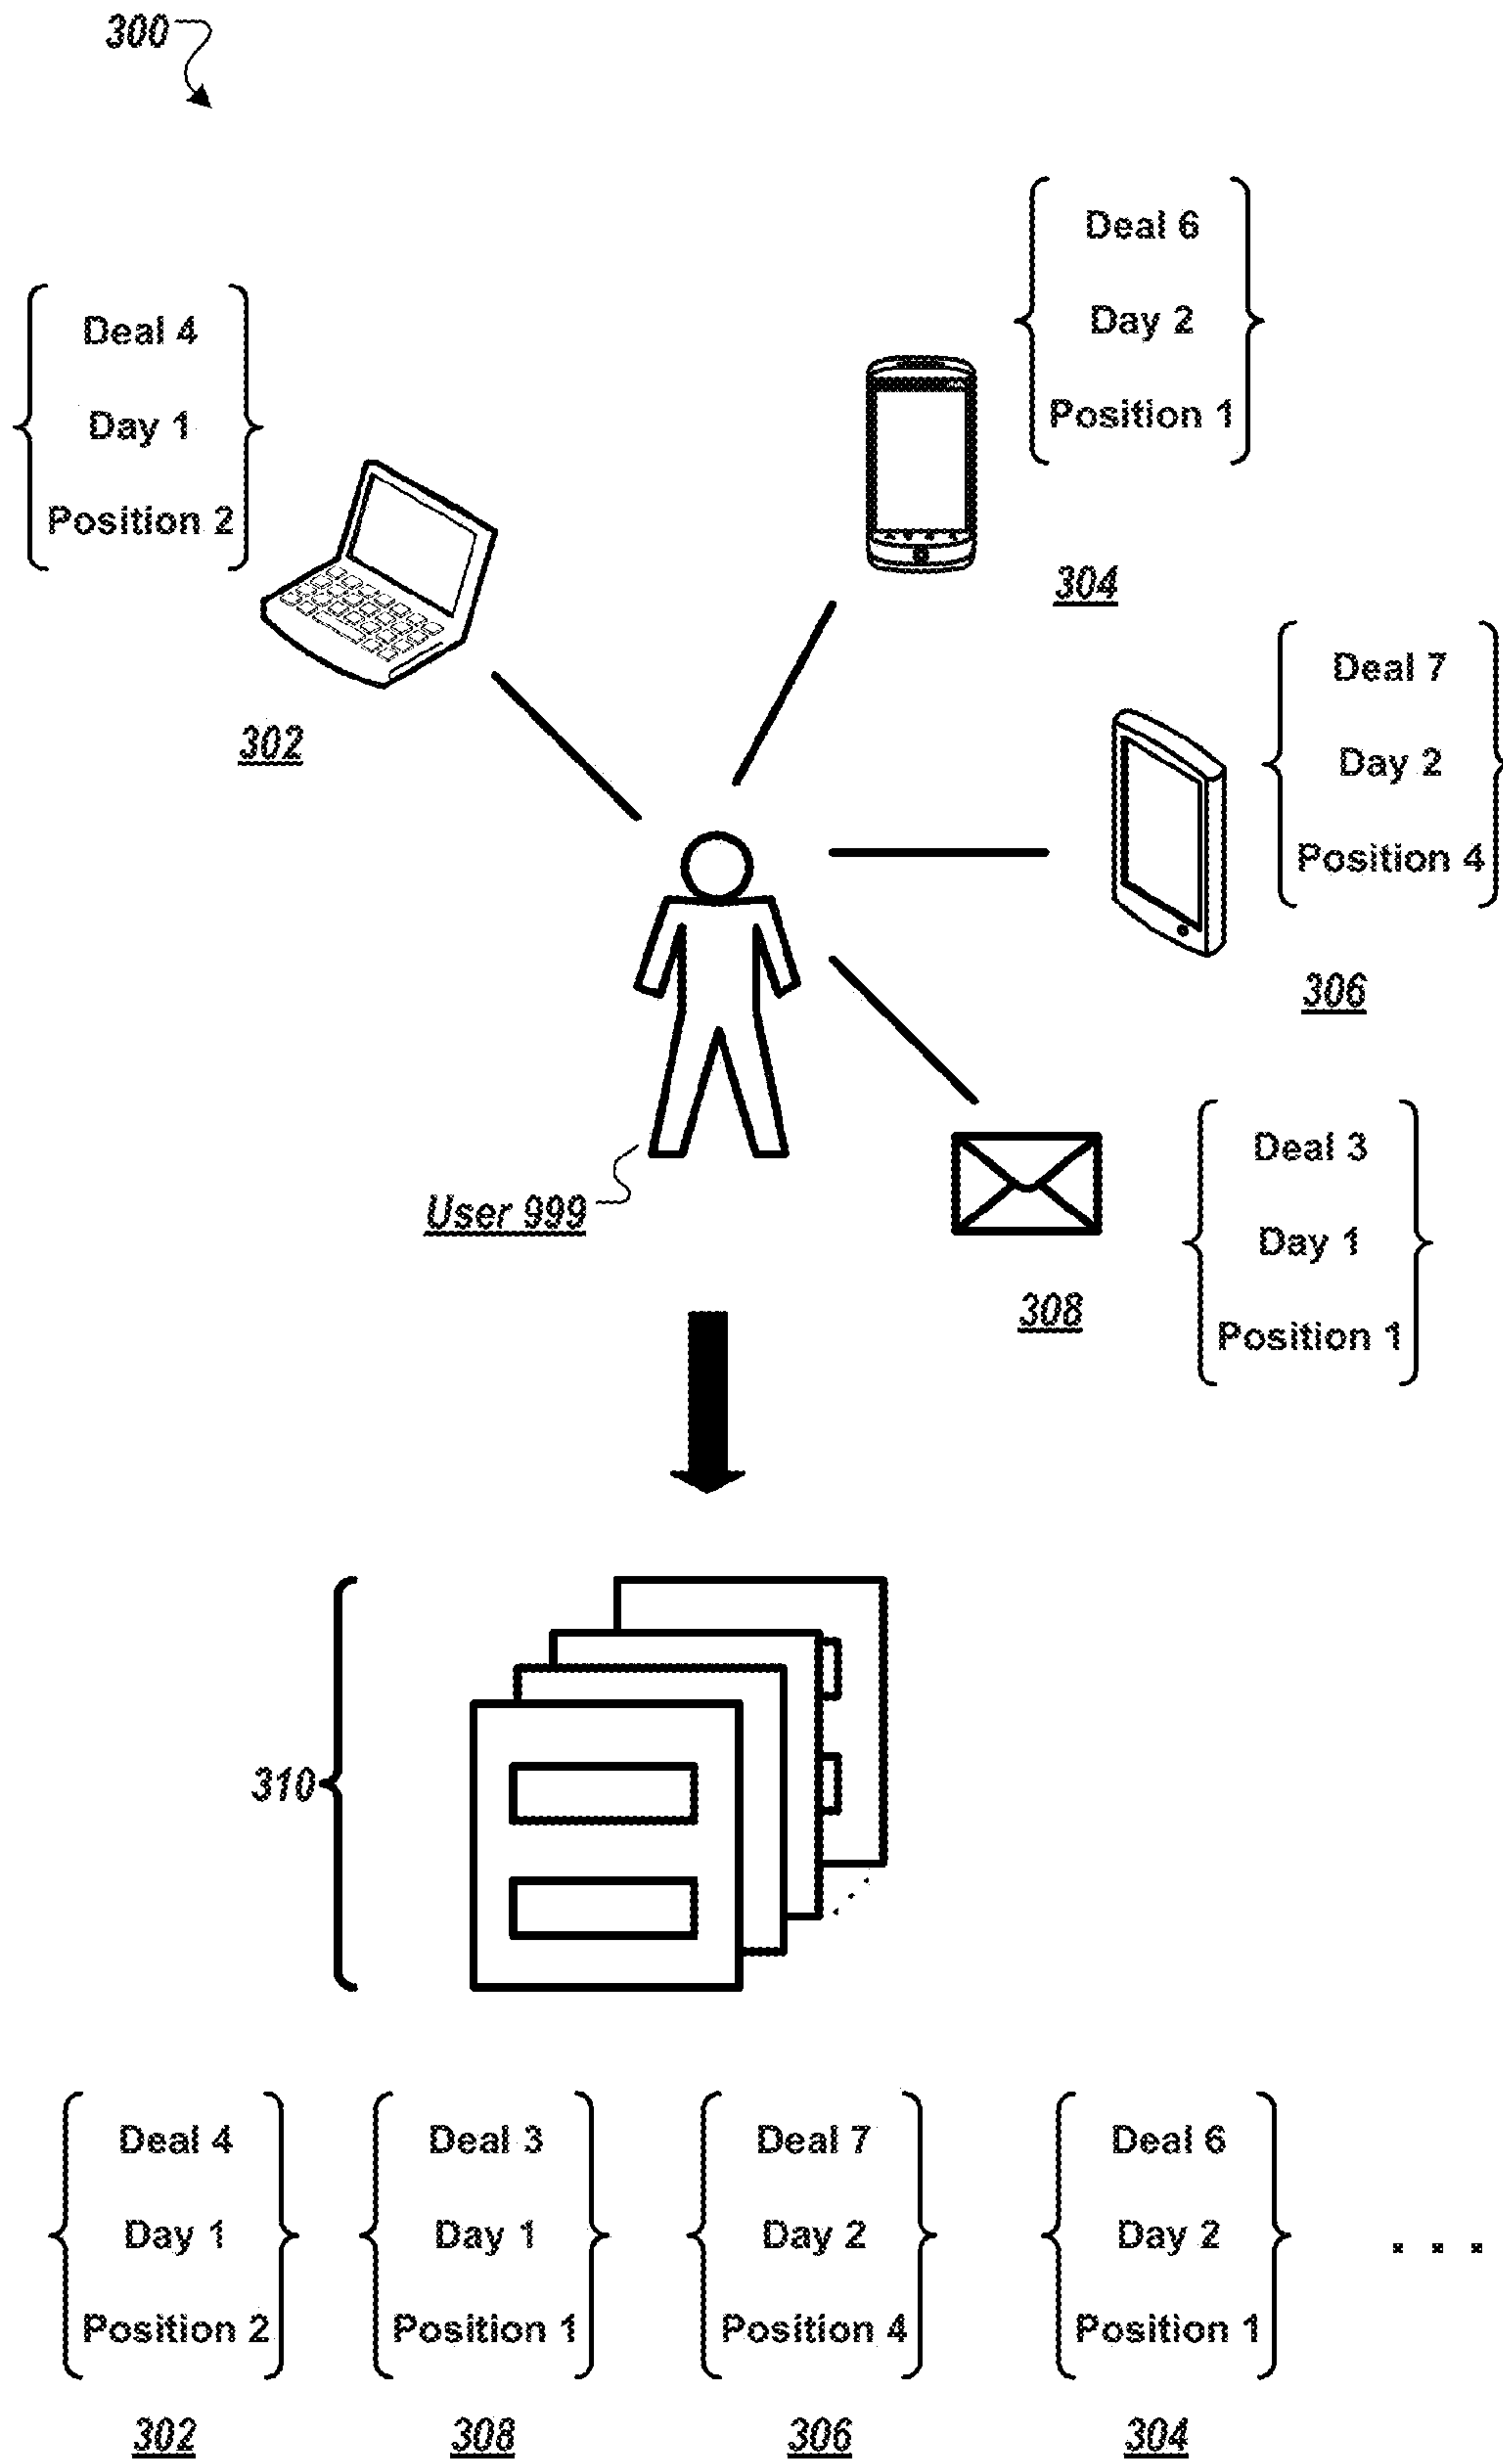 300
Deal 6
Day 2
Position 1
304
Deal 4
Day 1
Position 2
302
Deal 7
Day 2
Position 4
306
User 999
Deal 3
Day 1
Position 1
308
310
Deal 4
Day 1
Position 2
302
Deal 3
Day 1
Position 1
308
Deal 7
Day 2
Position 4
306
Deal 6
Day 2
Position 1
304
. . .